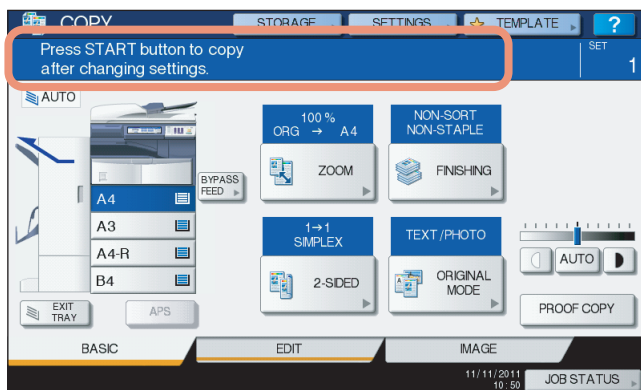 COPY
STORAGE
SETTINGS
TEMPLATE
?
Press START button to copy
after changing settings.
SET
1
AUTO
100 %
ORG → A4
NON-SORT
NON-STAPLE
ZOOM
FINISHING
BYPASS
FEED
A4
A3
A4-R
B4
1→1
SIMPLEX
TEXT/PHOTO
2-SIDED
ORIGINAL
MODE
AUTO
EXIT
TRAY
APS
PROOF COPY
BASIC
EDIT
IMAGE
11/11/2011
10:50
JOB STATUS